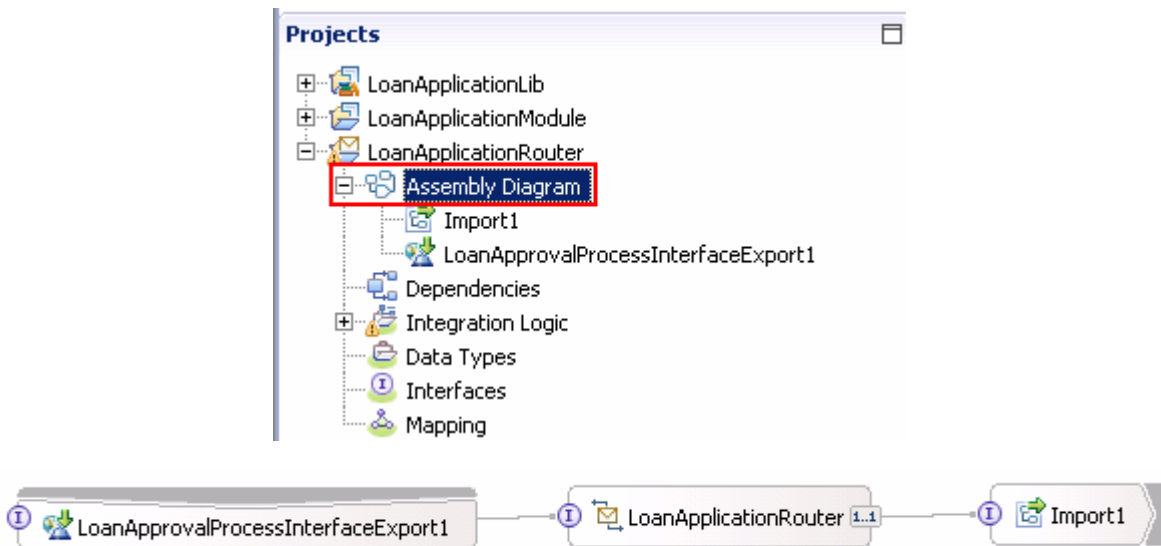 Projects
LoanApplicationLib
LoanApplicationModule
LoanApplicationRouter
Assembly Diagram
Import1
LoanApprovalProcessInterfaceExport1
Dependencies
Integration Logic
Data Types
Interfaces
Mapping
LoanApprovalProcessInterfaceExport1 LoanApplicationRouter 1..1 Import1